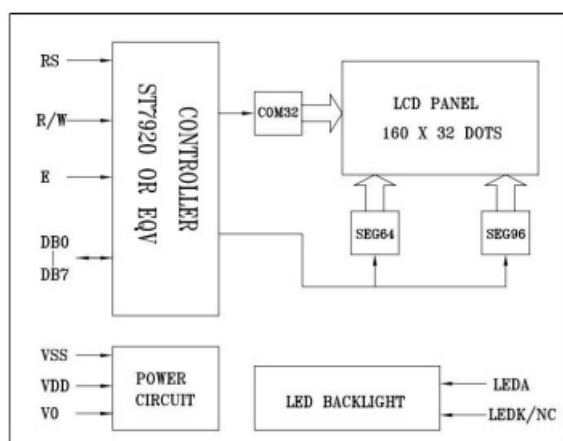 RS
R/W
E
DB0
DB7
CONTROLLER
ST7920 OR EQV
COM32
LCD PANEL
160 X 32 DOTS
SEG64
SEG96
VSS
VDD
V0
POWER
CIRCUIT
LED BACKLIGHT
LEDA
LEDK/NC